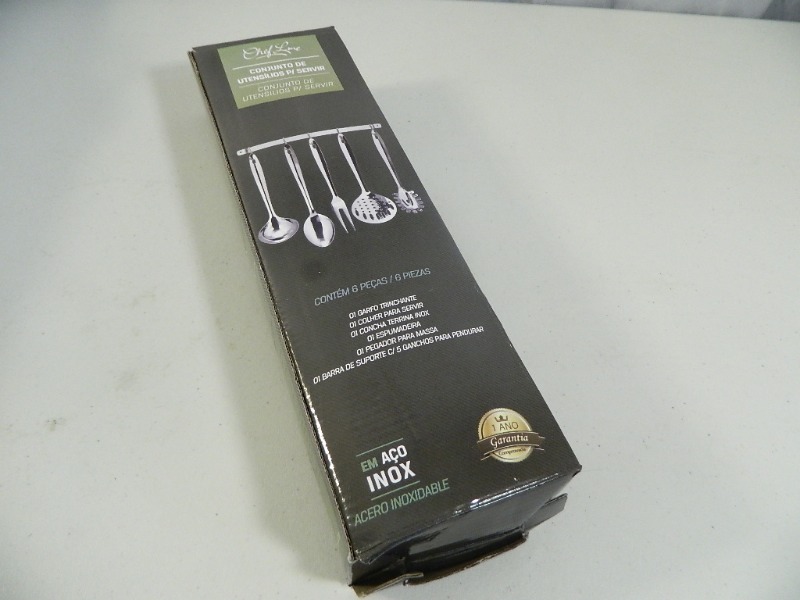 Chef Line
CONJUNTO DE
UTENSÍLIOS P/ SERVIR
CONJUNTO DE
UTENSILIOS P/ SERVIR
CONTÉM 6 PEÇAS / 6 PIEZAS
01 GARFO TRINCHANTE
01 COLHER PARA SERVIR
01 CONCHA TERRINA INOX
01 ESPUMADEIRA
01 PEGADOR PARA MASSA
01 BARRA DE SUPORTE C/ 5 GANCHOS PARA PENDURAR
1 ANO
Garantia
EM AÇO
INOX
ACERO INOXIDABLE